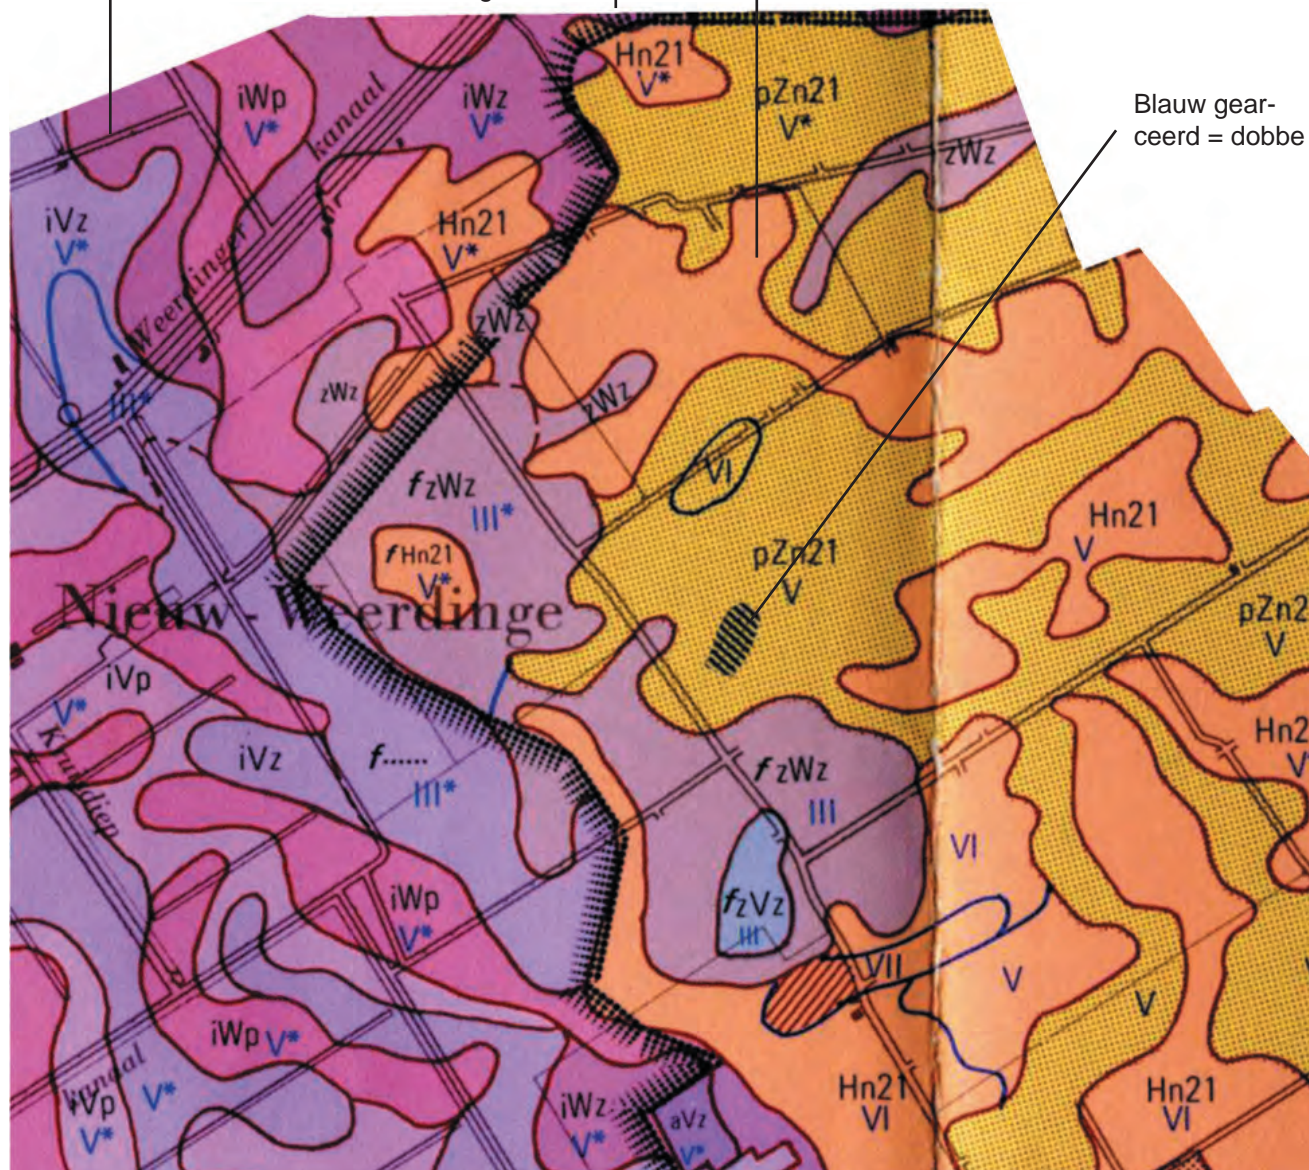 g
Hn21
V*
pZn21
V*
Blauw gear-
ceerd = dobbe
iWp
V*
iWz
V*
kanaal
zWz
iVz
V*
Hn21
V*
Weerdinger
zWz
zWz
zWz
III*
VI
fzWz
III*
Hn21
V
fHn21
V*
pZn21
V
Nieuw - Weerdinge
pZn2
V
iVp
V*
Kruisdiep
iVz
f......
III*
fzWz
III
Hn2
V
VI
iWp
V*
fzVz
III
VII
V
V
iWp V*
kanaal
iVp
V*
V*
iWz
V*
aVz
V*
Hn21
VI
Hn21
VI